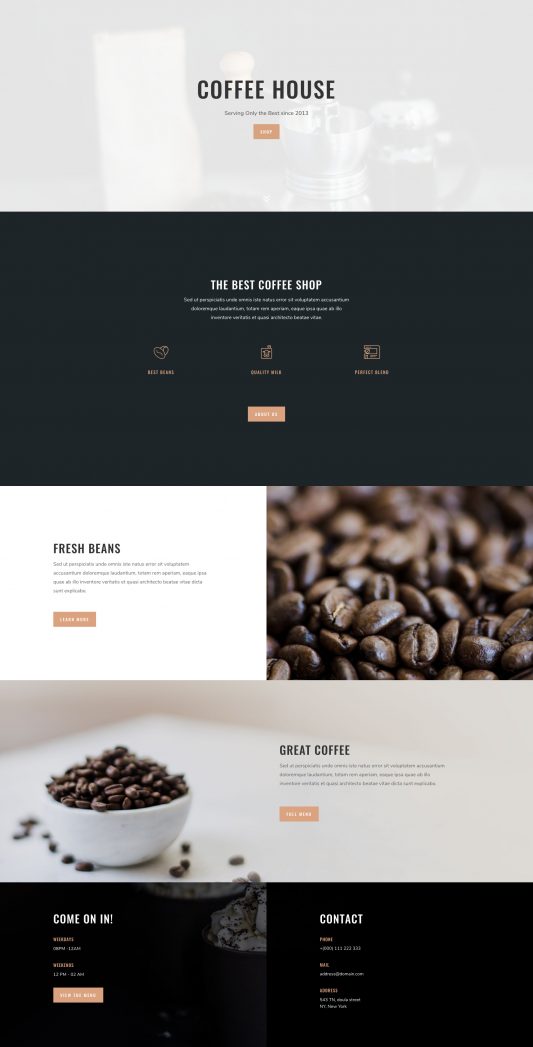 COFFEE HOUSE
Serving Only the Best since 2013
SHOP
THE BEST COFFEE SHOP
Sed ut perspiciatis unde omnis iste natus error sit voluptatem accusantium
doloremque laudantium, totam rem aperiam, eaque ipsa quae ab illo
inventore veritatis et quasi architecto beatae vitae.
BEST BEANS
QUALITY MILK
PERFECT BLEND
ABOUT US
FRESH BEANS
Sed ut perspiciatis unde omnis iste natus error sit voluptatem
accusantium doloremque laudantium, totam rem aperiam, eaque ipsa
quae ab illo inventore veritatis et quasi architecto beatae vitae dicta
sunt explicabo.
LEARN MORE
GREAT COFFEE
Sed ut perspiciatis unde omnis iste natus error sit voluptatem accusantium
doloremque laudantium, totam rem aperiam, eaque ipsa quae ab illo
inventore veritatis et quasi architecto beatae vitae dicta sunt explicabo.
FULL MENU
COME ON IN!
WEEKDAYS
08PM -12AM
WEEKENDS
12 PM - 02 AM
VIEW THE MENU
CONTACT
PHONE
+(000) 111 222 333
MAIL
address@domain.com
ADDRESS
543 TN, doula street
NY, New York